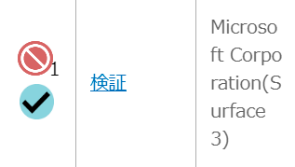 1
検証
Microso
ft Corpo
ration(S
urface
3)